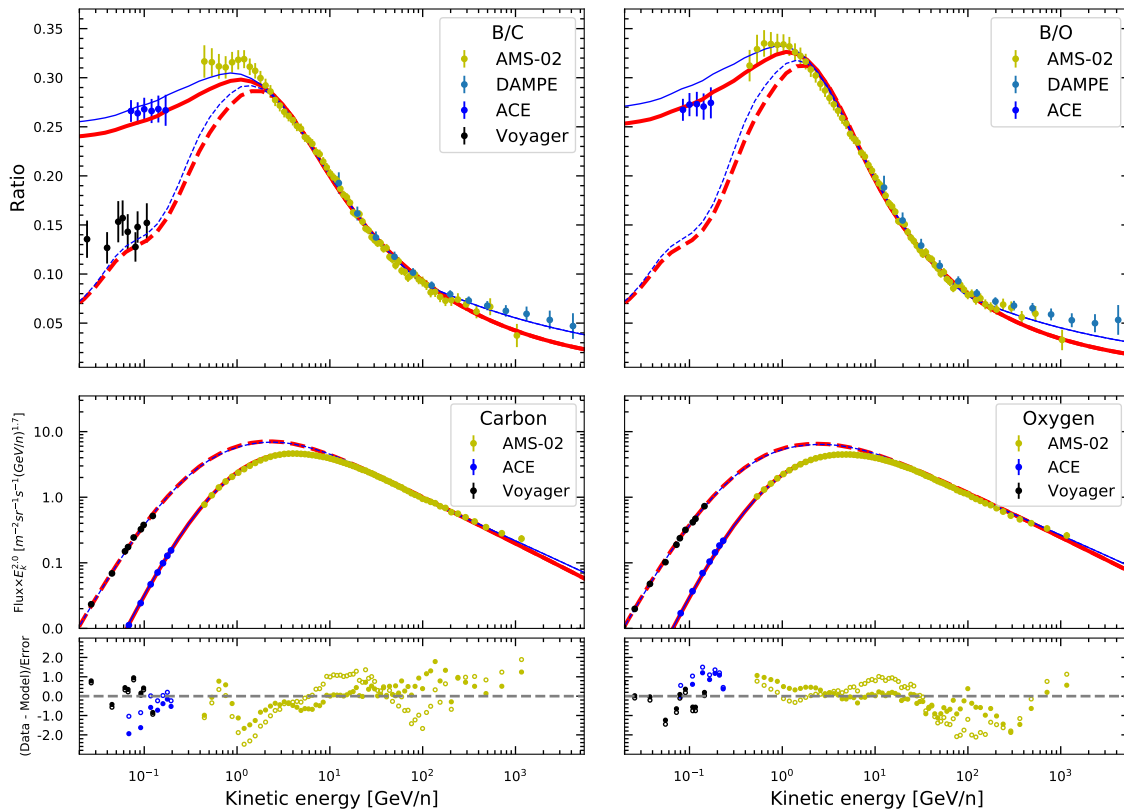 B/C
AMS-02
DAMPE
ACE
Voyager
Ratio
0.35
0.30
0.25
0.20
0.15
0.10
0.05
B/O
AMS-02
DAMPE
ACE
Voyager
Flux×E_k^{2.0} [m^{-2}sr^{-1}s^{-1}(GeV/n)^{1.7}]
10.0
1.0
0.1
0.0
Carbon
AMS-02
ACE
Voyager
Oxygen
AMS-02
ACE
Voyager
(Data - Model)/Error
2.0
1.0
0.0
-1.0
-2.0
10^{-1} 10^{0} 10^{1} 10^{2} 10^{3}
Kinetic energy [GeV/n]
10^{-1} 10^{0} 10^{1} 10^{2} 10^{3}
Kinetic energy [GeV/n]